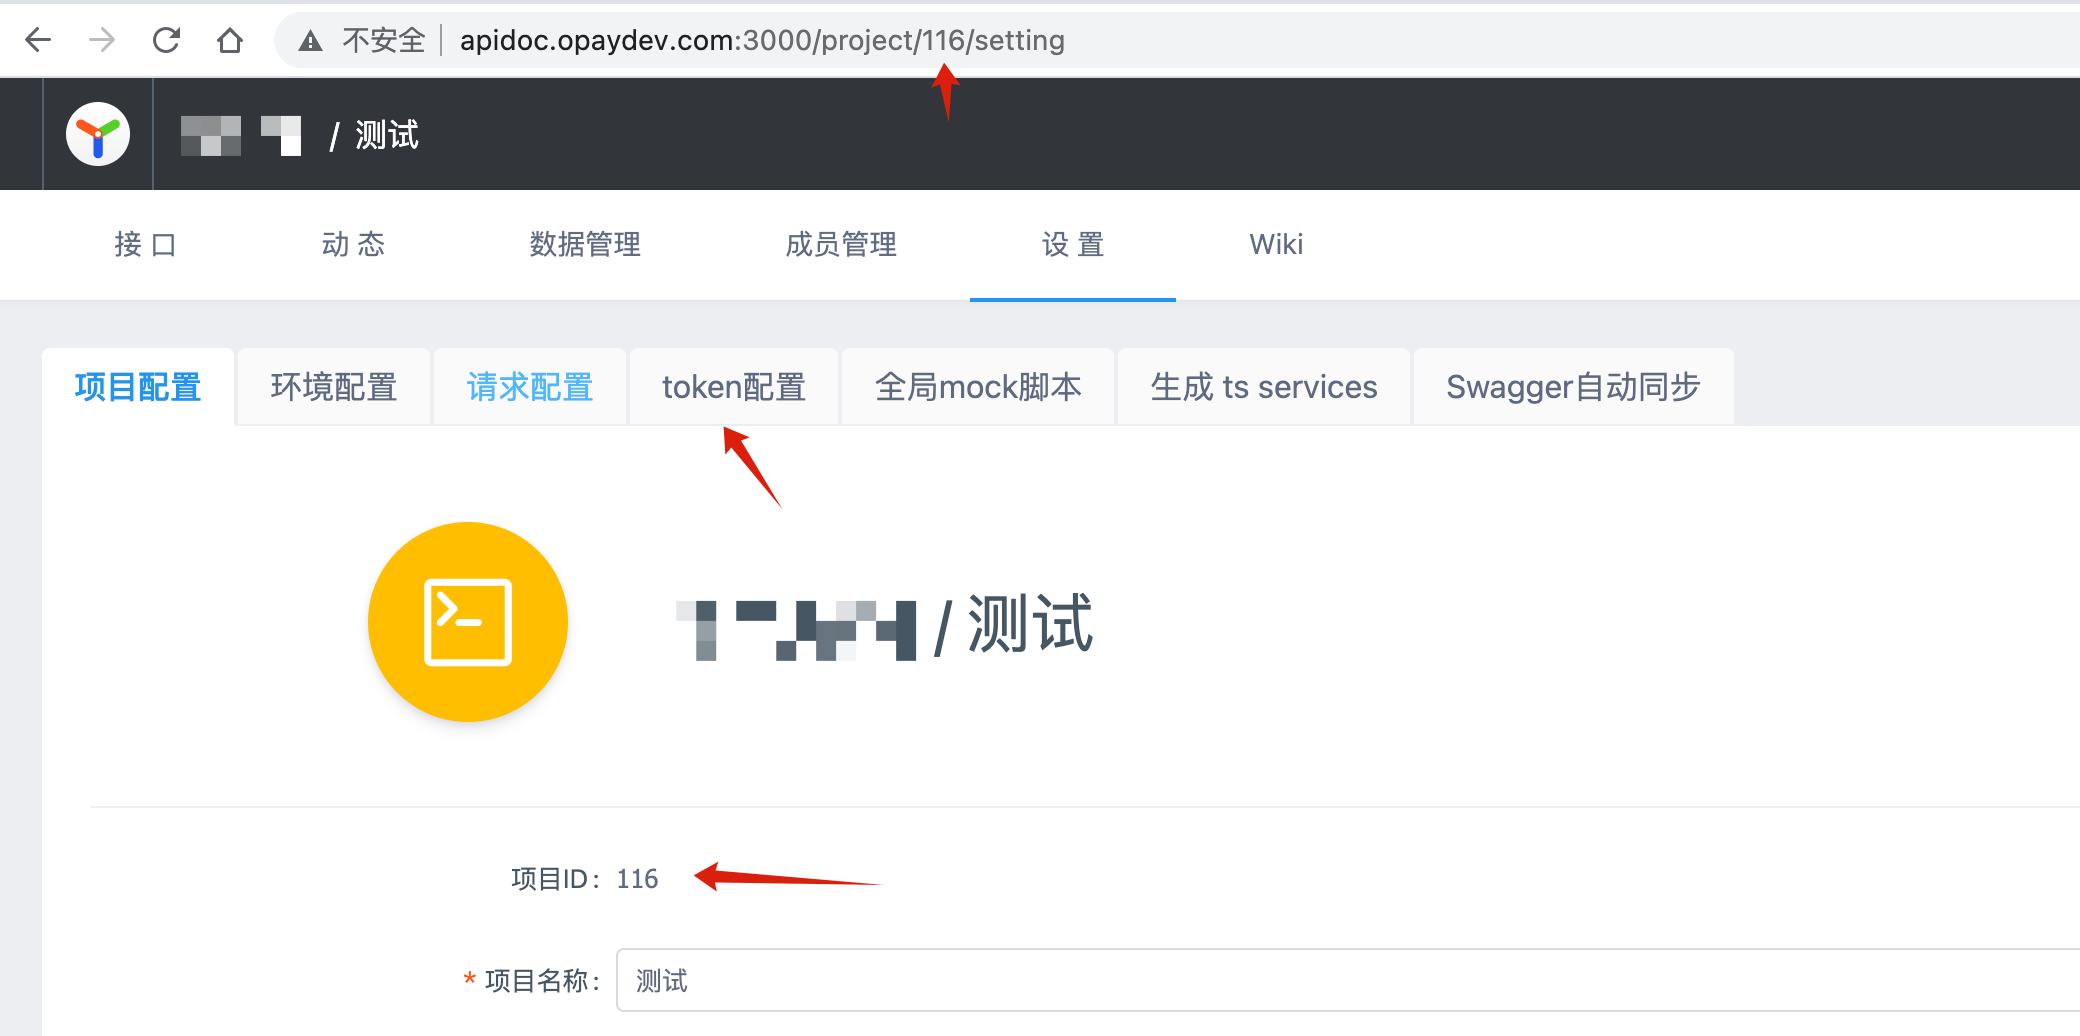 不安全 apidoc.opaydev.com:3000/project/116/setting
/ 测试
接 口 动 态 数据管理 成员管理 设 置 Wiki
项目配置 环境配置 请求配置 token配置 全局mock脚本 生成 ts services Swagger自动同步
/ 测试
项目ID: 116
* 项目名称: 测试